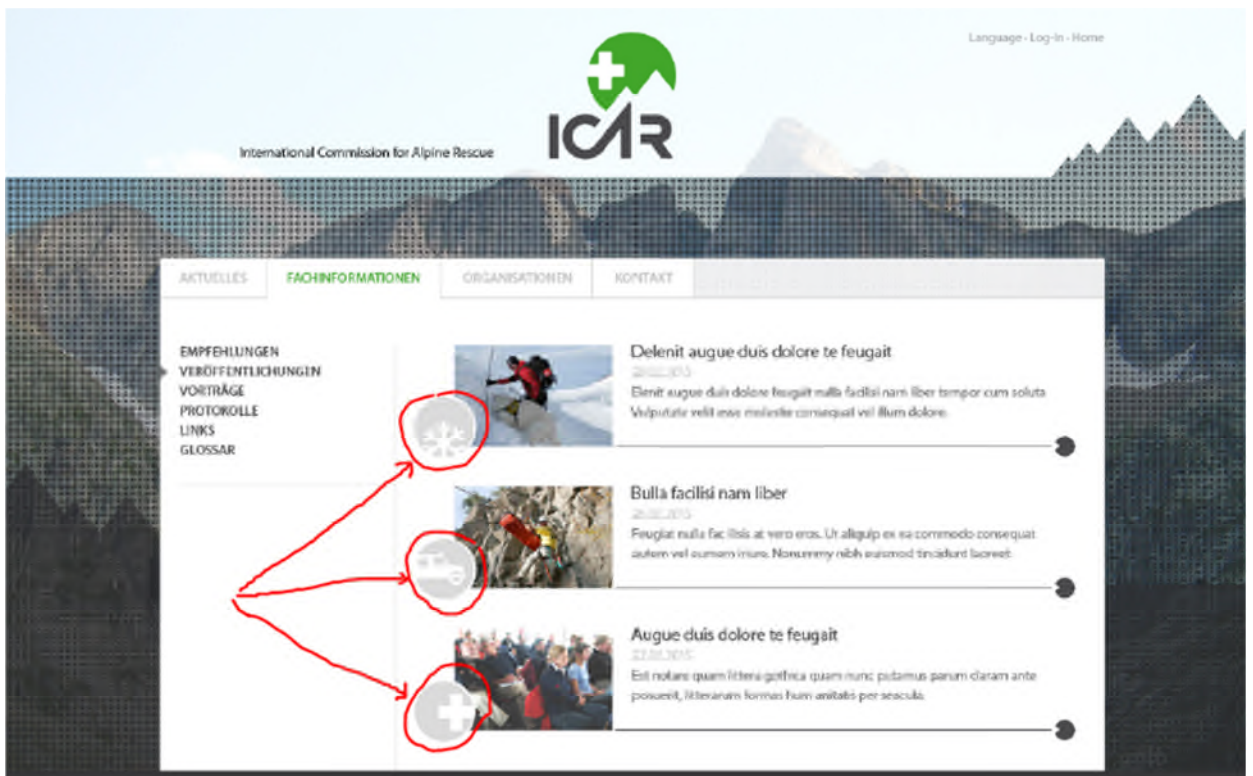 Language - Log-In - Home
ICAR
International Commission for Alpine Rescue
AKTUELLES
FACHINFORMATIONEN
ORGANISATIONEN
KONTAKT
EMPFEHLUNGEN
VERÖFFENTLICHUNGEN
VORTRÄGE
PROTOKOLLE
LINKS
GLOSSAR
Delenit augue duis dolore te feugait
Elenit augue duis dolore feugait nulla facilisi nam liber tempor cum soluta
Vulputate velit esse molestie consequat vel illum dolore.
Bulla facilisi nam liber
Feugiat nulla fac ilisis at vero eros. Ut aliquip ex ea commodo consequat
autem vel eumem iriure. Nonummy nibh euismod tincidunt laoreet
Augue duis dolore te feugait
Est notare quam littera gothica quam nunc putamus parum claram ante
posuerit, litterarum formas hum anitatis per seacula.